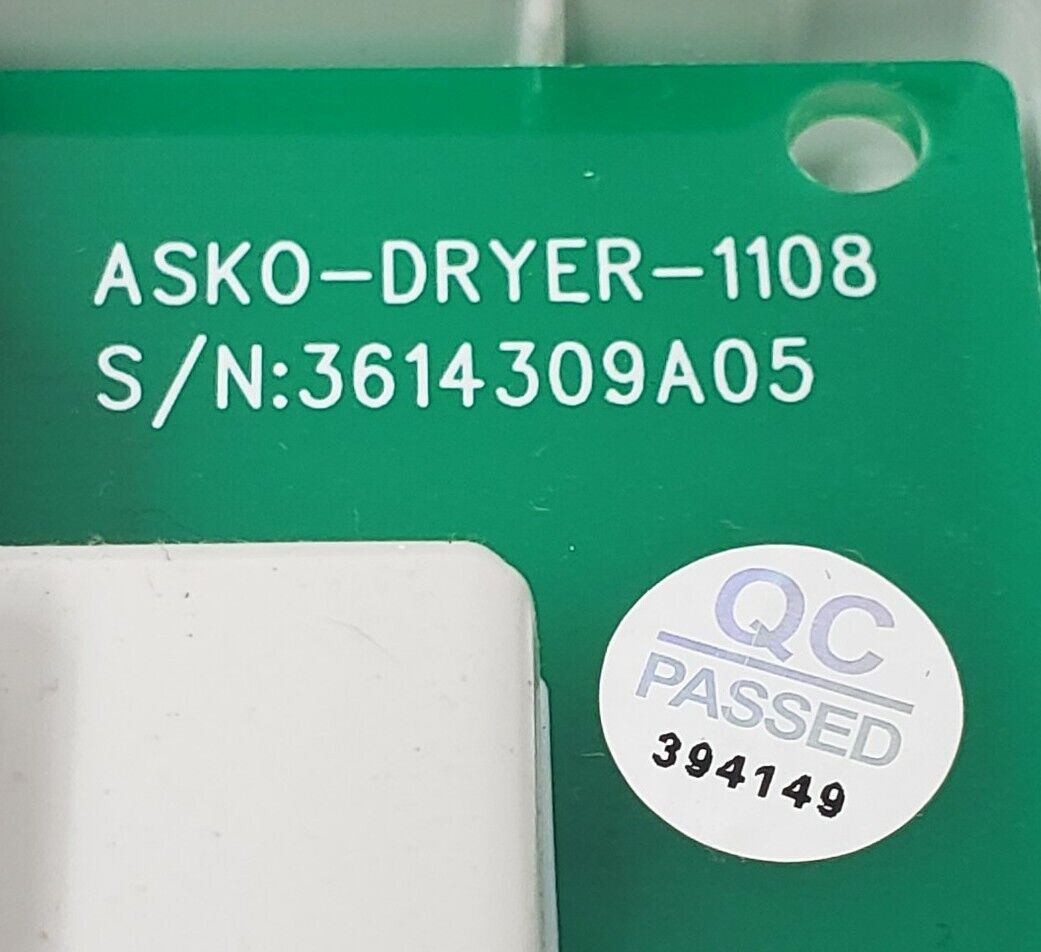 ASKO-DRYER-1108
S/N:3614309A05
QC
PASSED
394149